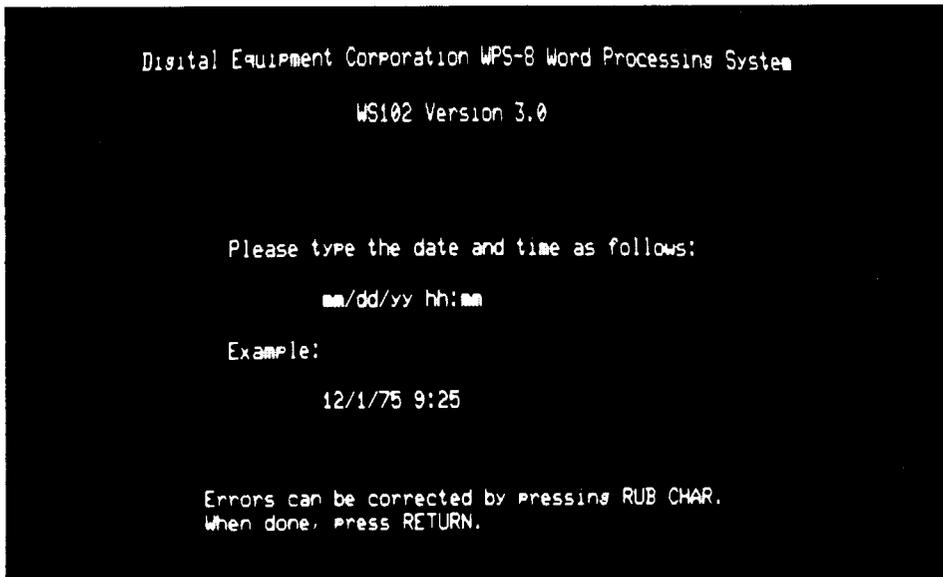 Digital Equipment Corporation WPS-8 Word Processing System
WS102 Version 3.0
Please type the date and time as follows:
mm/dd/yy hh:mm
Example:
12/1/75 9:25
Errors can be corrected by pressing RUB CHAR.
When done, press RETURN.